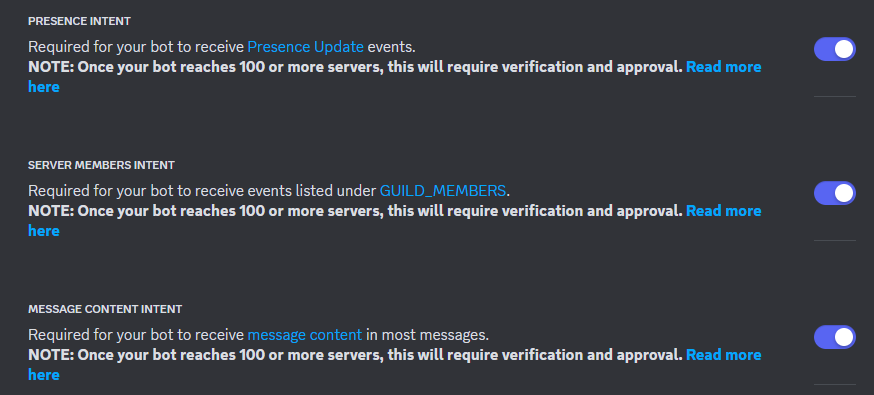 PRESENCE INTENT
Required for your bot to receive Presence Update events.
NOTE: Once your bot reaches 100 or more servers, this will require verification and approval. Read more
here
SERVER MEMBERS INTENT
Required for your bot to receive events listed under GUILD_MEMBERS.
NOTE: Once your bot reaches 100 or more servers, this will require verification and approval. Read more
here
MESSAGE CONTENT INTENT
Required for your bot to receive message content in most messages.
NOTE: Once your bot reaches 100 or more servers, this will require verification and approval. Read more
here